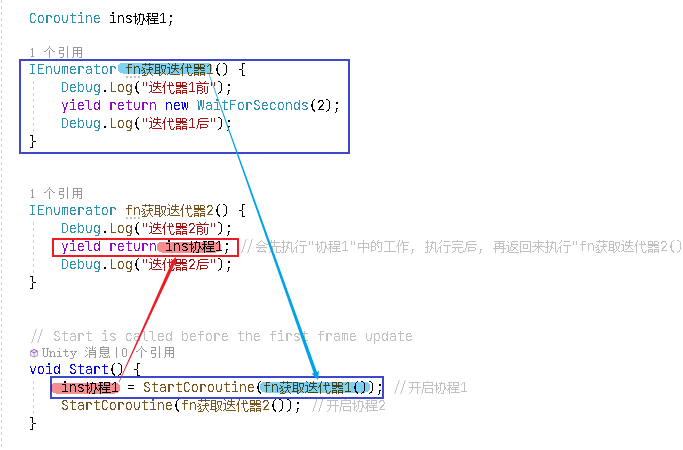 Coroutine ins协程1;
1 个引用
IEnumerator fn获取迭代器1() {
Debug.Log("迭代器1前");
yield return new WaitForSeconds(2);
Debug.Log("迭代器1后");
}
1 个引用
IEnumerator fn获取迭代器2() {
Debug.Log("迭代器2前");
yield return ins协程1; //会先执行"协程1"中的工作, 执行完后, 再返回来执行"fn获取迭代器2()
Debug.Log("迭代器2后");
}
// Start is called before the first frame update
Unity 消息|0 个引用
void Start() {
ins协程1 = StartCoroutine(fn获取迭代器1()); //开启协程1
StartCoroutine(fn获取迭代器2()); //开启协程2
}